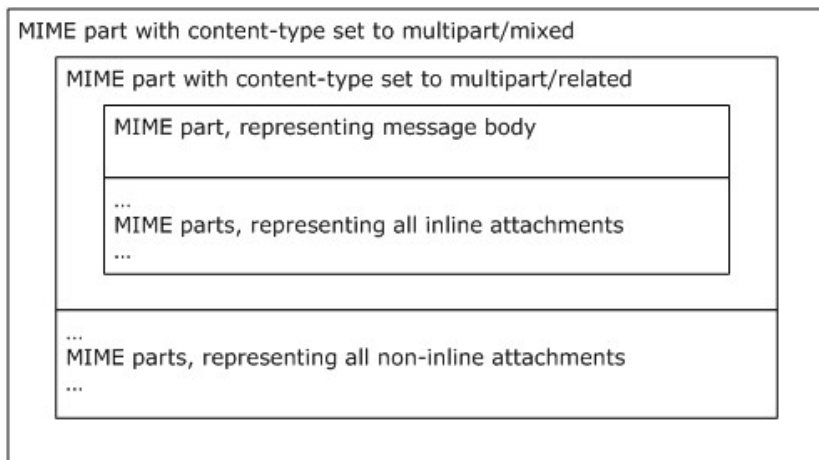 MIME part with content-type set to multipart/mixed
MIME part with content-type set to multipart/related
MIME part, representing message body
...
MIME parts, representing all inline attachments
...
...
MIME parts, representing all non-inline attachments
...